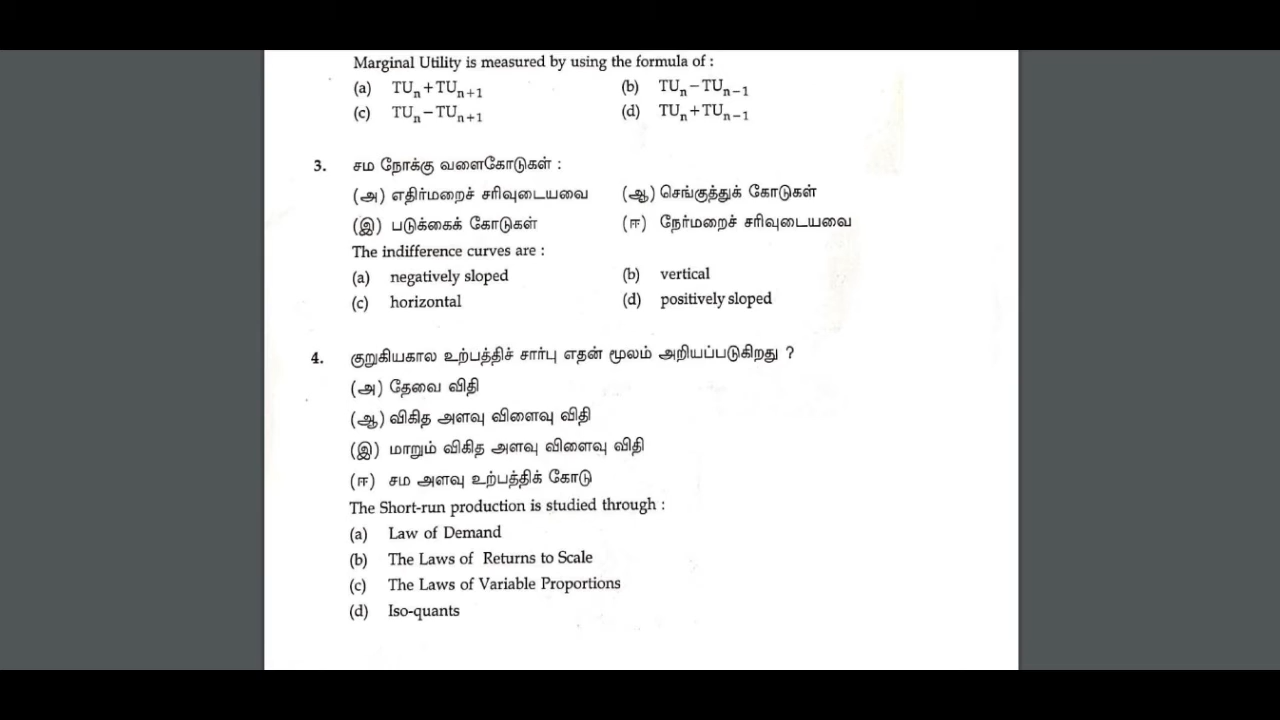 Marginal Utility is measured by using the formula of :
(a) TUn+TUn+1 (b) TUn−TUn−1
(c) TUn−TUn+1 (d) TUn+TUn−1
3. சம நோக்கு வளைகோடுகள் :
(அ) எதிர்மறைச் சரிவுடையவை (ஆ) செங்குத்துக் கோடுகள்
(இ) படுக்கைக் கோடுகள் (ஈ) நேர்மறைச் சரிவுடையவை
The indifference curves are :
(a) negatively sloped (b) vertical
(c) horizontal (d) positively sloped
4. குறுகியகால உற்பத்திச் சார்பு எதன் மூலம் அறியப்படுகிறது ?
(அ) தேவை விதி
(ஆ) விகித அளவு விளைவு விதி
(இ) மாறும் விகித அளவு விளைவு விதி
(ஈ) சம அளவு உற்பத்திக் கோடு
The Short-run production is studied through :
(a) Law of Demand
(b) The Laws of Returns to Scale
(c) The Laws of Variable Proportions
(d) Iso-quants